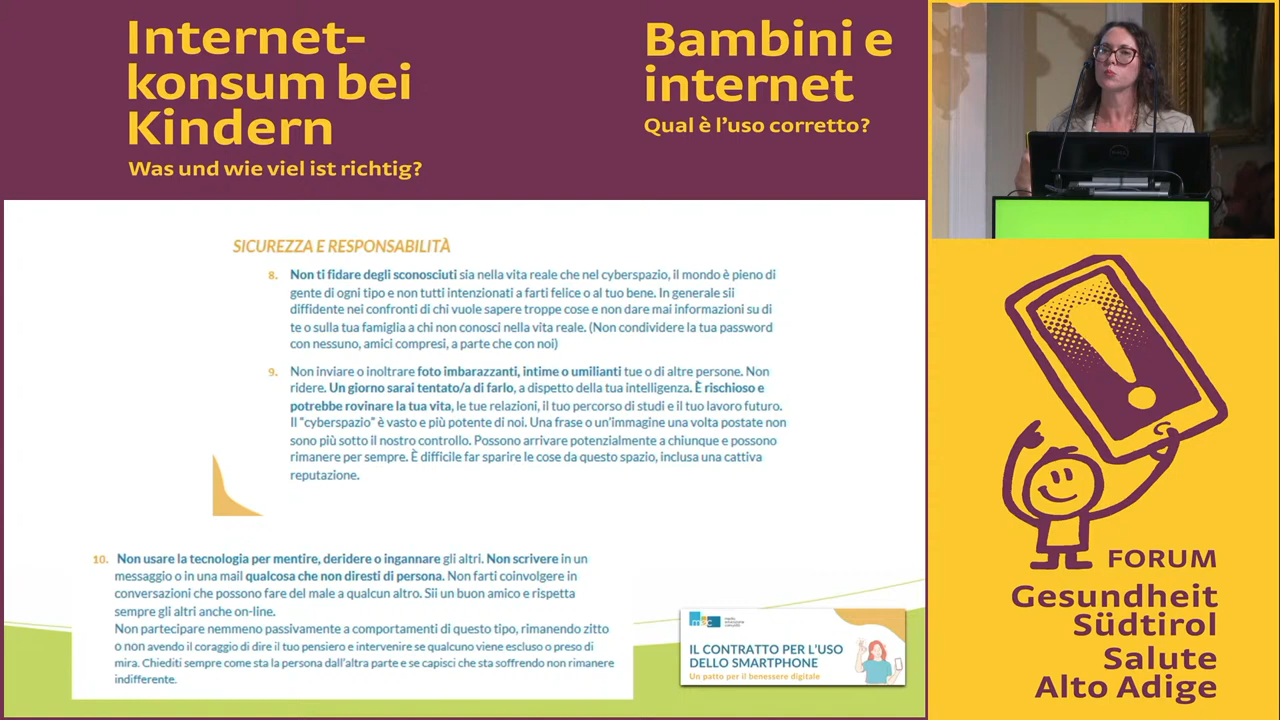 Internet-
konsum bei
Kindern
Was und wie viel ist richtig?
Bambini e
internet
Qual è l'uso corretto?
SICUREZZA E RESPONSABILITÀ
8. Non ti fidare degli sconosciuti sia nella vita reale che nel cyberspazio, il mondo è pieno di
gente di ogni tipo e non tutti intenzionati a farti felice o al tuo bene. In generale sii
diffidente nei confronti di chi vuole sapere troppe cose e non dare mai informazioni su di
te o sulla tua famiglia a chi non conosci nella vita reale. (Non condividere la tua password
con nessuno, amici compresi, a parte che con noi)
9. Non inviare o inoltrare foto imbarazzanti, intime o umilianti tue o di altre persone. Non
ridere. Un giorno sarai tentato/a di farlo, a dispetto della tua intelligenza. È rischioso e
potrebbe rovinare la tua vita, le tue relazioni, il tuo percorso di studi e il tuo lavoro futuro.
Il "cyberspazio" è vasto e più potente di noi. Una frase o un'immagine una volta postate non
sono più sotto il nostro controllo. Possono arrivare potenzialmente a chiunque e possono
rimanere per sempre. È difficile far sparire le cose da questo spazio, inclusa una cattiva
reputazione.
10. Non usare la tecnologia per mentire, deridere o ingannare gli altri. Non scrivere in un
messaggio o in una mail qualcosa che non diresti di persona. Non farti coinvolgere in
conversazioni che possono fare del male a qualcun altro. Sii un buon amico e rispetta
sempre gli altri anche on-line.
Non partecipare nemmeno passivamente a comportamenti di questo tipo, rimanendo zitto
o non avendo il coraggio di dire il tuo pensiero e intervenire se qualcuno viene escluso o preso di
mira. Chiediti sempre come sta la persona dall'altra parte e se capisci che sta soffrendo non rimanere
indifferente.
IL CONTRATTO PER L'USO
DELLO SMARTPHONE
Un patto per il benessere digitale
FORUM
Gesundheit
Südtirol
Salute
Alto Adige